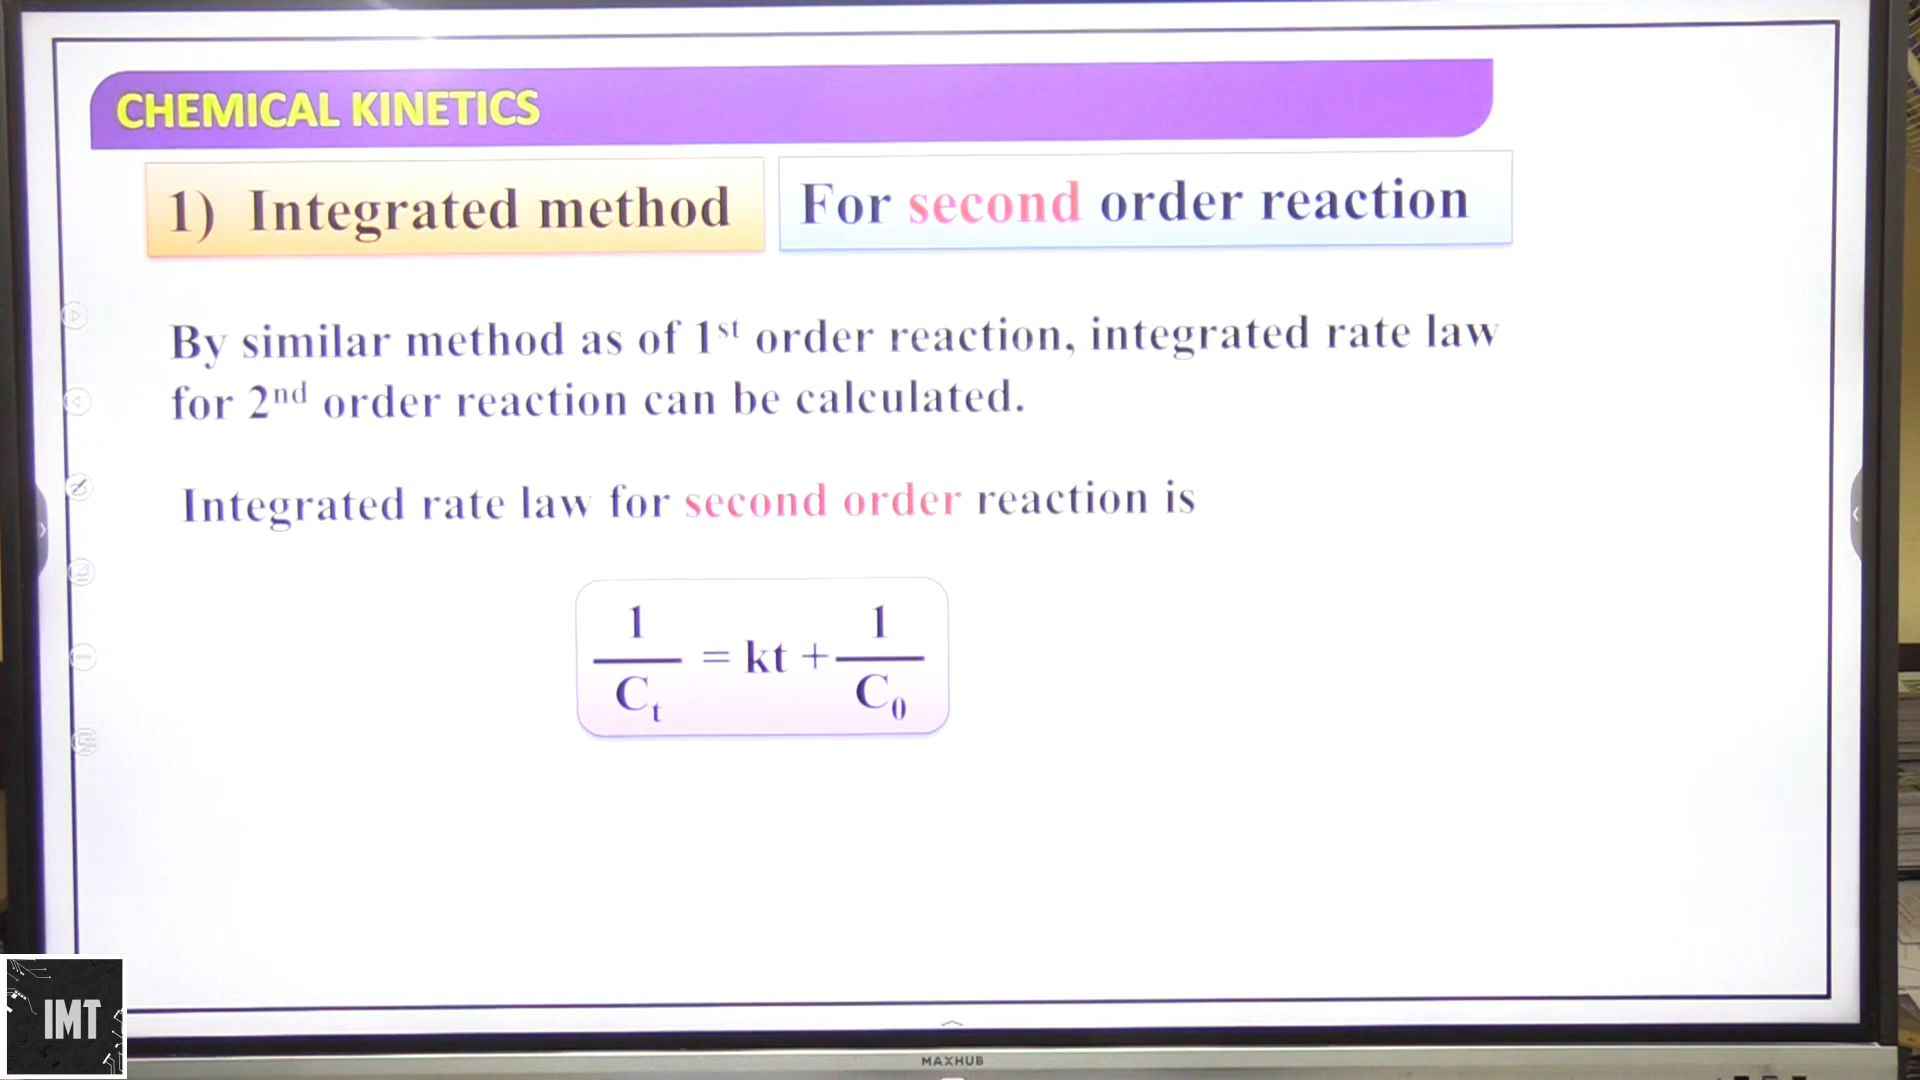 CHEMICAL KINETICS
1) Integrated method
For second order reaction
By similar method as of 1st order reaction, integrated rate law
for 2nd order reaction can be calculated.
Integrated rate law for second order reaction is
1/Cₜ = kt + 1/C₀
IMT
MAXHUB